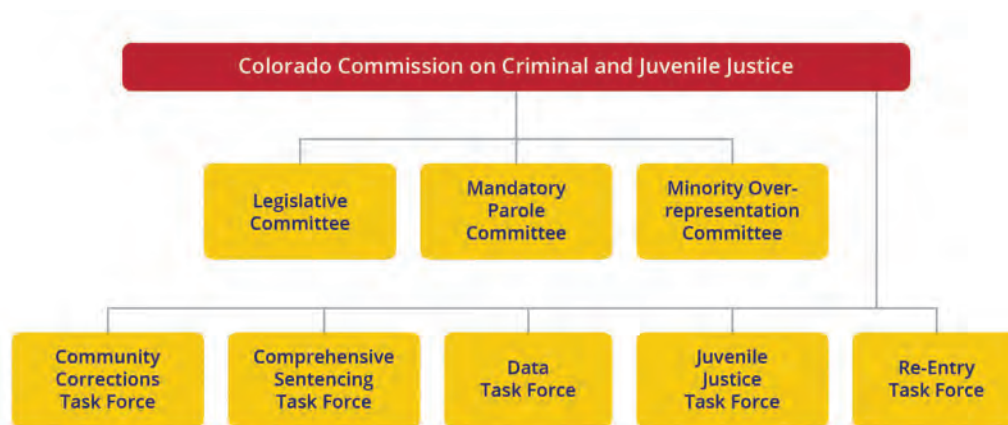 Colorado Commission on Criminal and Juvenile Justice
Legislative
Committee
Mandatory
Parole
Committee
Minority Over-
representation
Committee
Community
Corrections
Task Force
Comprehensive
Sentencing
Task Force
Data
Task Force
Juvenile
Justice
Task Force
Re-Entry
Task Force